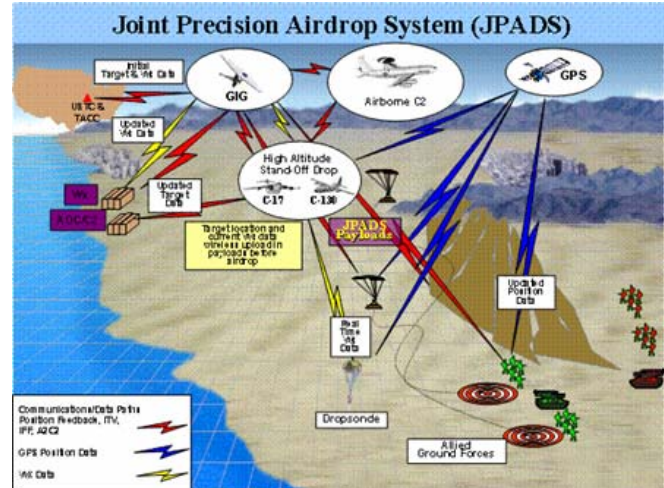 Joint Precision Airdrop System (JPADS)
Initial
Target & Wx Data
GIG
Airborne C2
GPS
USTC &
TACC
Updated
Wx Data
High Altitude
Stand-Off Drop
C-17
C-130
Wx
Updated
Target
Data
AOC/C2
Target location and
current Wx data
wireless upload in
payloads before
airdrop
JPADS
Payloads
Updated
Position
Data
Real
Time
Wx
Data
Dropsonde
Allied
Ground Forces
Communications/Data Paths
Position Feedback, ITV,
IFF, A2C2
GPS Position Data
Wx Data